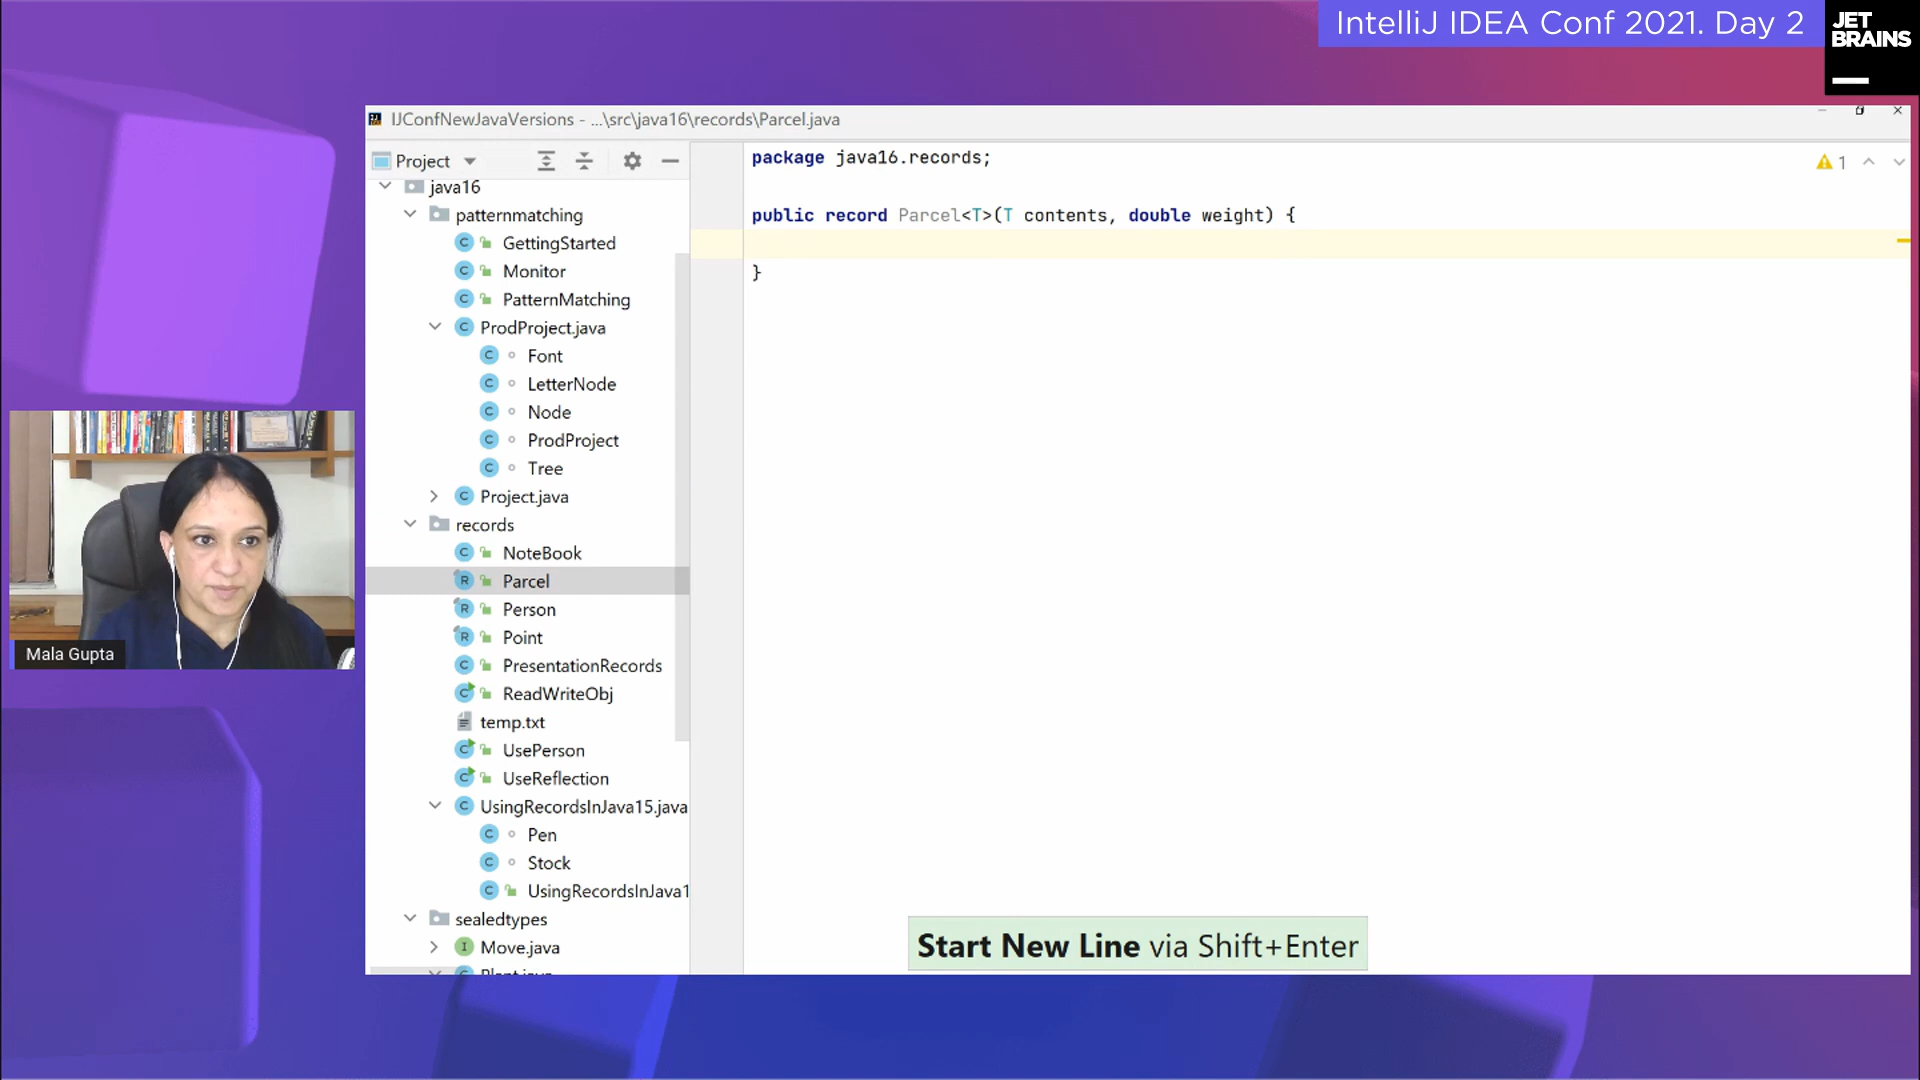 IntelliJ IDEA Conf 2021. Day 2
JET
BRAINS
IJConfNewJavaVersions - ...\src\java16\records\Parcel.java
Project
java16
patternmatching
GettingStarted
Monitor
PatternMatching
ProdProject.java
Font
LetterNode
Node
ProdProject
Tree
Project.java
records
NoteBook
Parcel
Person
Point
PresentationRecords
ReadWriteObj
temp.txt
UsePerson
UseReflection
UsingRecordsInJava15.java
Pen
Stock
UsingRecordsInJava1
sealedtypes
Move.java
Plant.java
package java16.records;
1
public record Parcel<T>(T contents, double weight) {
}
Mala Gupta
Start New Line via Shift+Enter